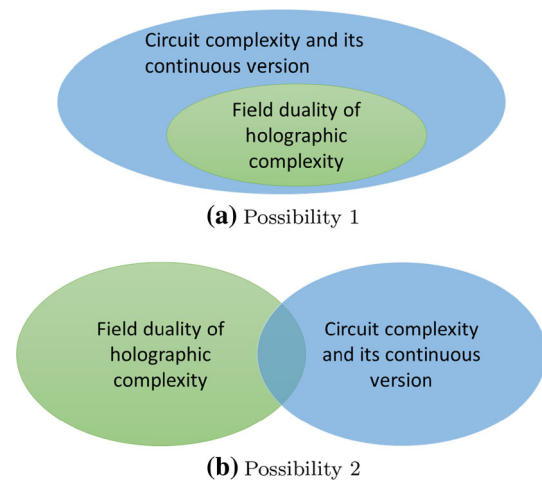 Circuit complexity and its
continuous version
Field duality of
holographic
complexity
(a) Possibility 1
Field duality of
holographic
complexity
Circuit complexity
and its continuous
version
(b) Possibility 2